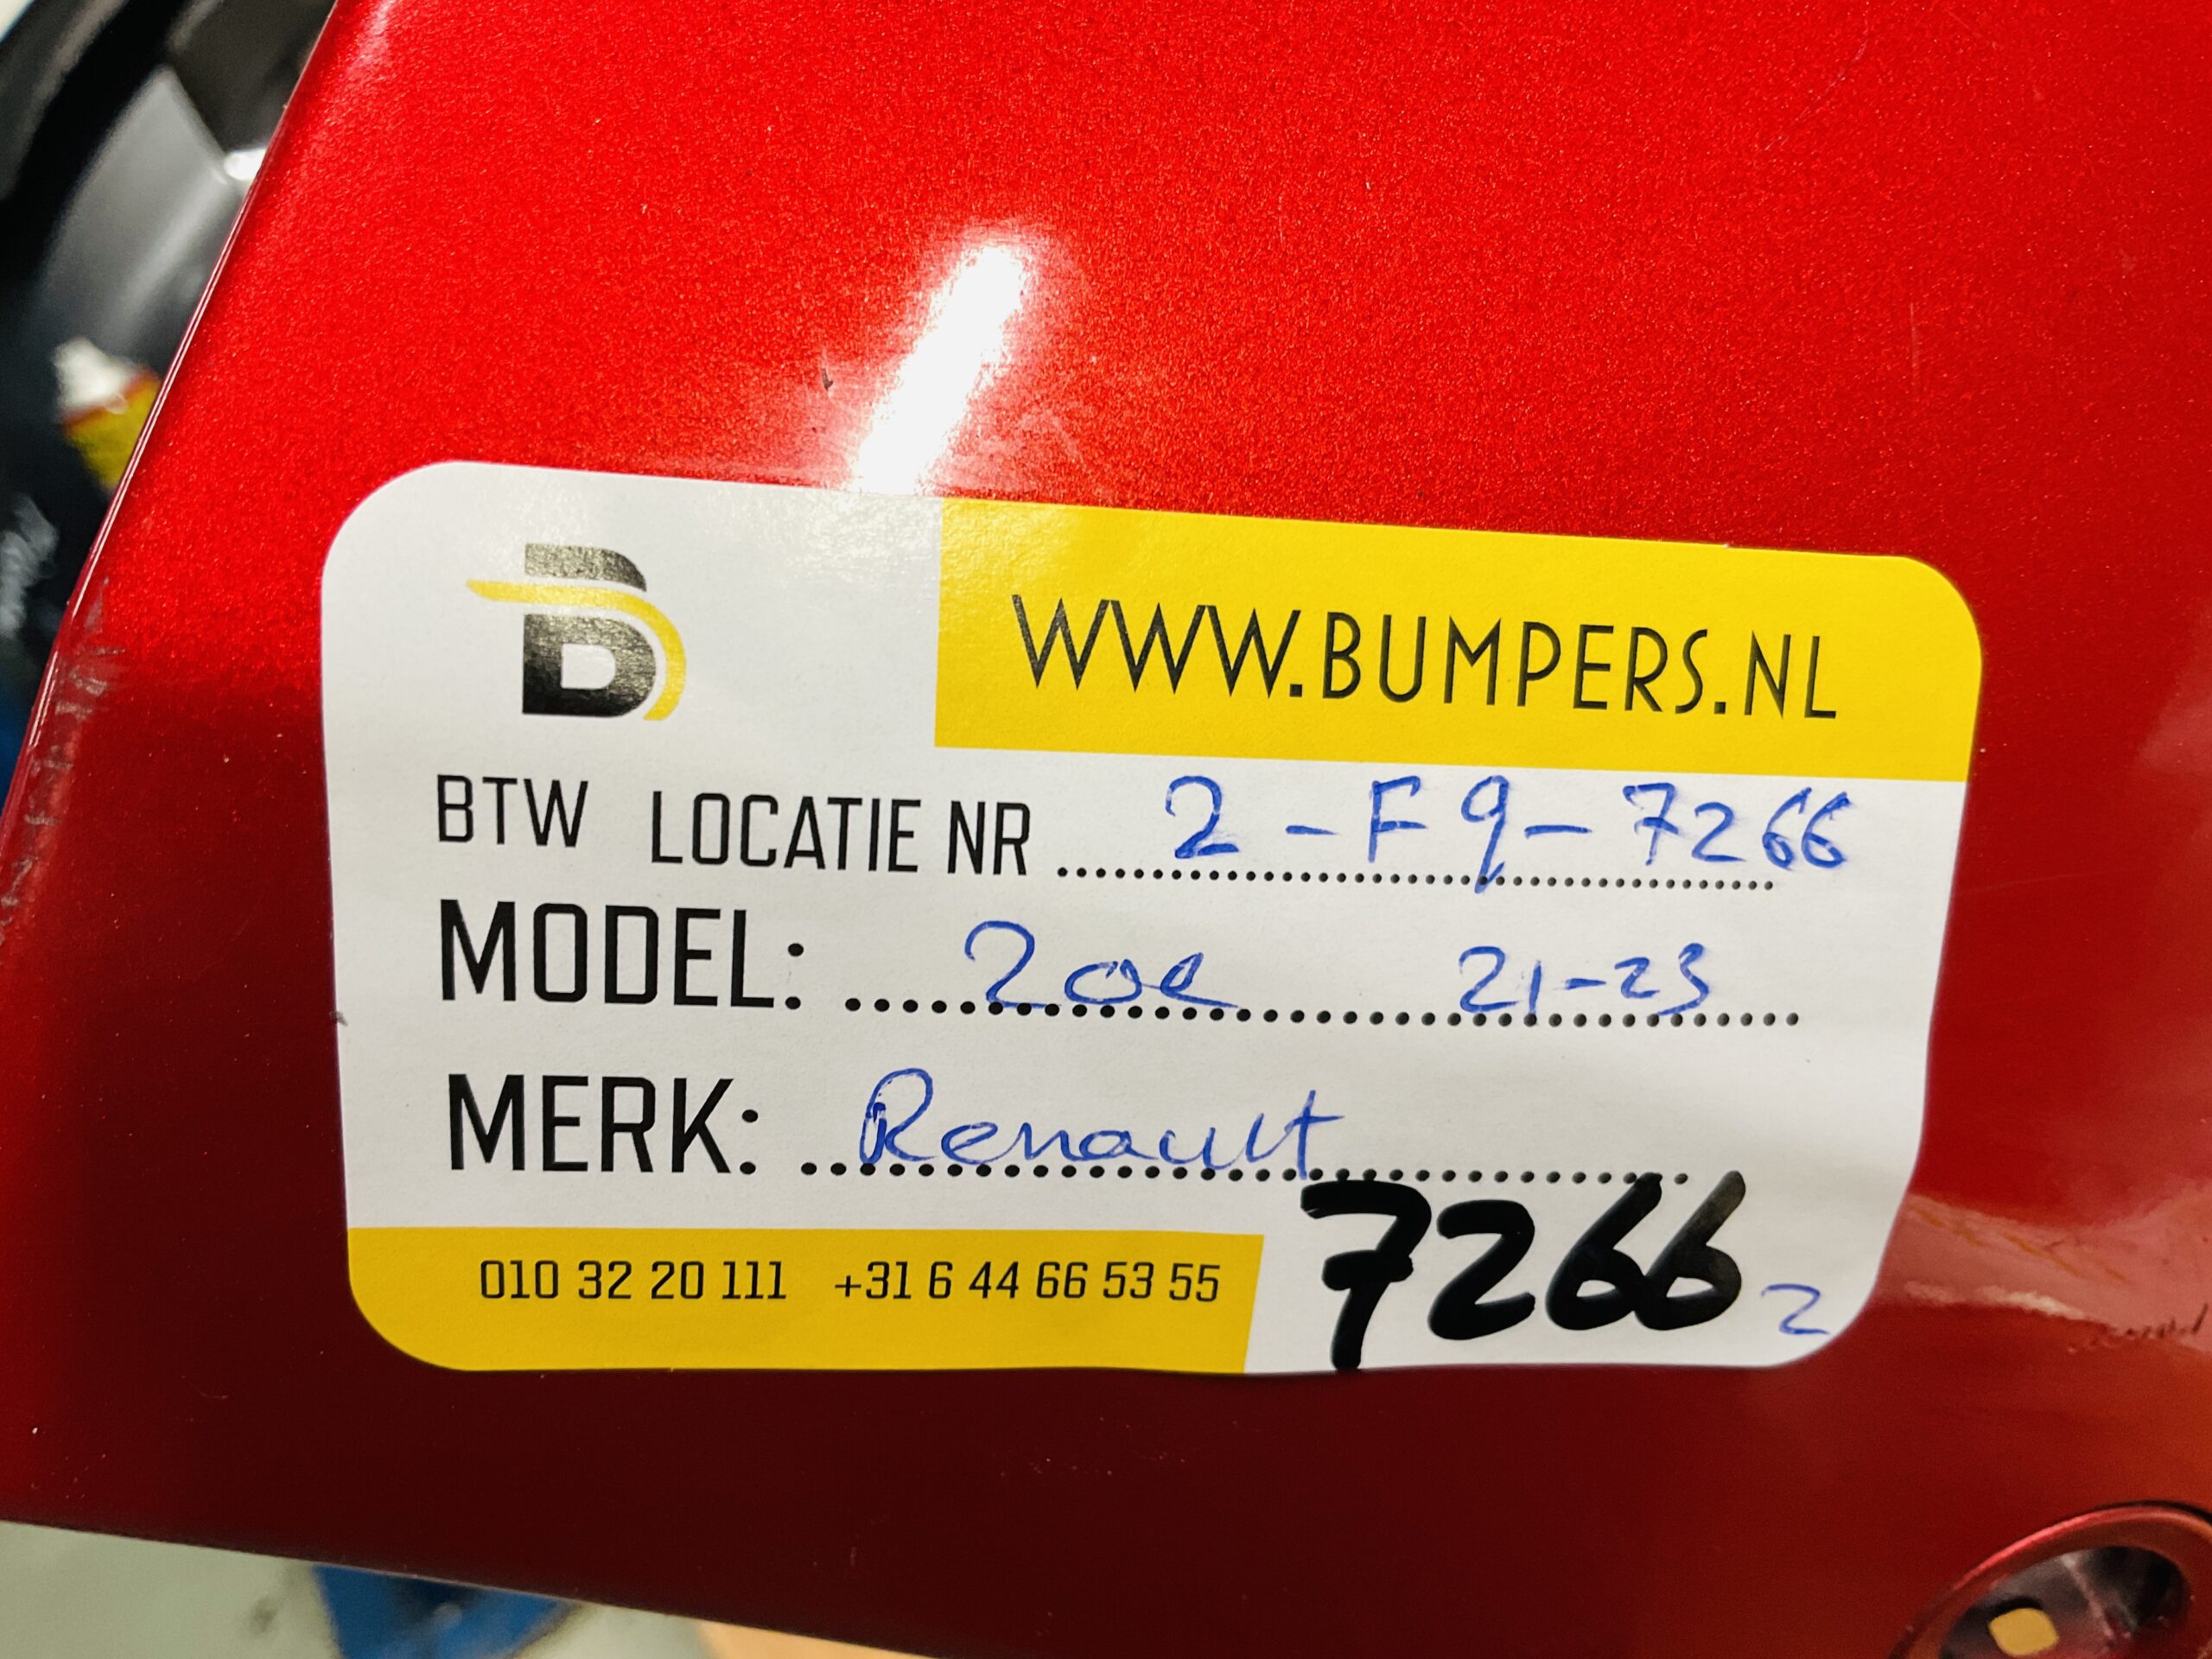 B
WWW.BUMPERS.NL
BTW LOCATIE NR ........ 2-F9-7266
MODEL: ........ Zoe 21-23
MERK: ........ Renault
7266 2
010 32 20 111 +31 6 44 66 53 55